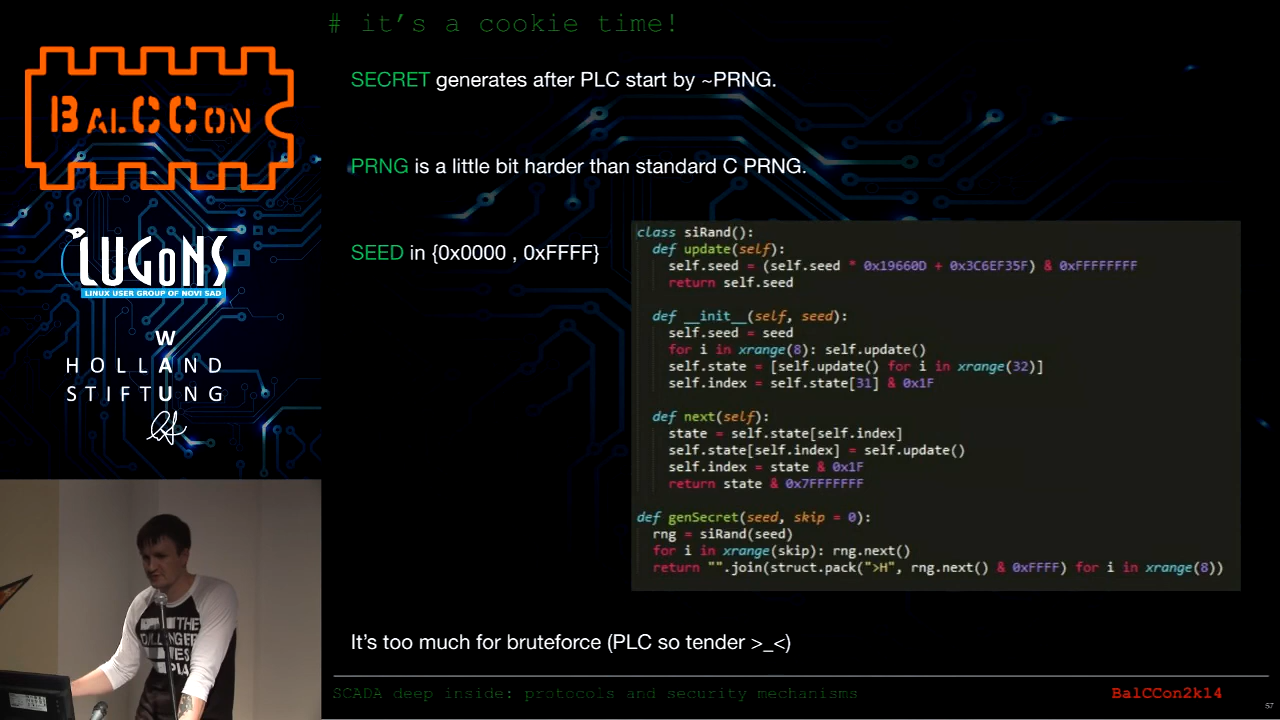 # it's a cookie time!
BALCCON
SECRET generates after PLC start by ~PRNG.
PRNG is a little bit harder than standard C PRNG.
SEED in {0x0000 , 0xFFFF}
LUGoNS
LINUX USER GROUP OF NOVI SAD
W
HOLLAND
STIFTUNG
class siRand():
def update(self):
self.seed = (self.seed * 0x19660D + 0x3C6EF35F) & 0xFFFFFFFF
return self.seed
def __init__(self, seed):
self.seed = seed
for i in xrange(8): self.update()
self.state = [self.update() for i in xrange(32)]
self.index = self.state[31] & 0x1F
def next(self):
state = self.state[self.index]
self.state[self.index] = self.update()
self.index = state & 0x1F
return state & 0x7FFFFFFF
def genSecret(seed, skip = 0):
rng = siRand(seed)
for i in xrange(skip): rng.next()
return "".join(struct.pack(">H", rng.next() & 0xFFFF) for i in xrange(8))
THE
It's too much for bruteforce (PLC so tender >_<)
SCADA deep inside: protocols and security mechanisms
BalCCon2k14
57